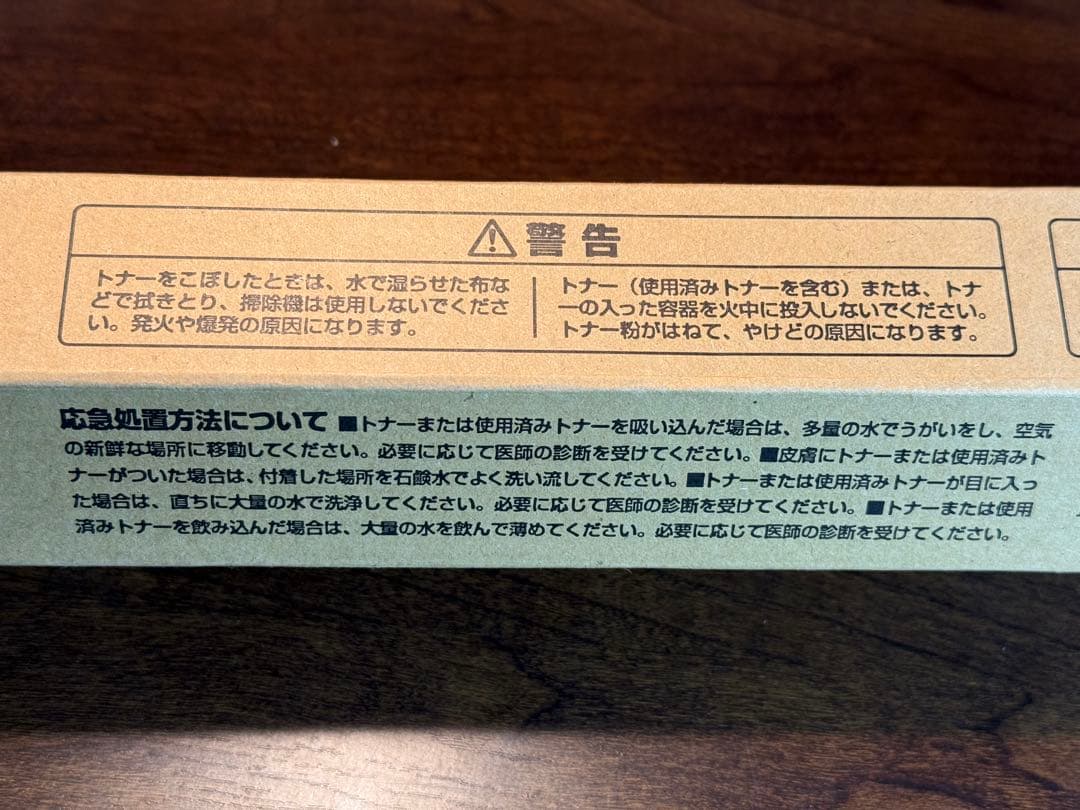 ⚠警告
トナーをこぼしたときは、水で湿らせた布な
どで拭きとり、掃除機は使用しないでくださ
い。発火や爆発の原因になります。
トナー（使用済みトナーを含む）または、トナ
ーの入った容器を火中に投入しないでください。
トナー粉がはねて、やけどの原因になります。
応急処置方法について ■トナーまたは使用済みトナーを吸い込んだ場合は、多量の水でうがいをし、空気
の新鮮な場所に移動してください。必要に応じて医師の診断を受けてください。■皮膚にトナーまたは使用済みト
ナーがついた場合は、付着した場所を石鹸水でよく洗い流してください。■トナーまたは使用済みトナーが目に入っ
た場合は、直ちに大量の水で洗浄してください。必要に応じて医師の診断を受けてください。■トナーまたは使用
済みトナーを飲み込んだ場合は、大量の水を飲んで薄めてください。必要に応じて医師の診断を受けてください。